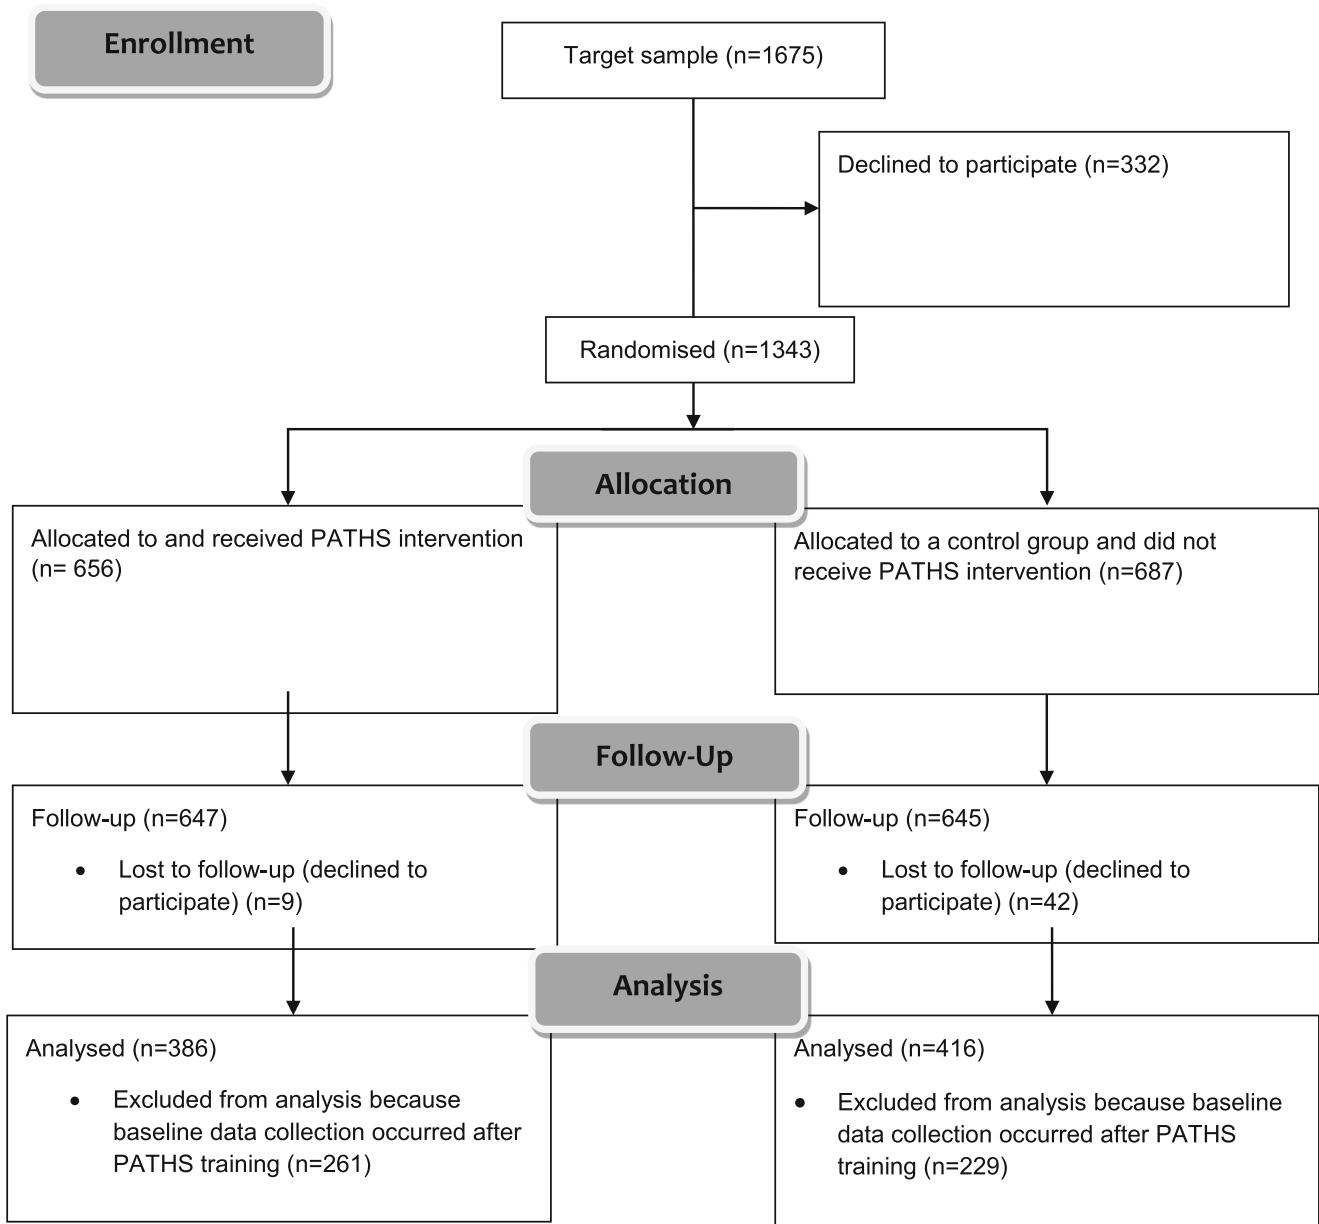 Enrollment
Target sample (n=1675)
Declined to participate (n=332)
Randomised (n=1343)
Allocation
Allocated to and received PATHS intervention
(n= 656)
Allocated to a control group and did not
receive PATHS intervention (n=687)
Follow-Up
Follow-up (n=647)
• Lost to follow-up (declined to
participate) (n=9)
Follow-up (n=645)
• Lost to follow-up (declined to
participate) (n=42)
Analysis
Analysed (n=386)
• Excluded from analysis because
baseline data collection occurred after
PATHS training (n=261)
Analysed (n=416)
• Excluded from analysis because baseline
data collection occurred after PATHS
training (n=229)